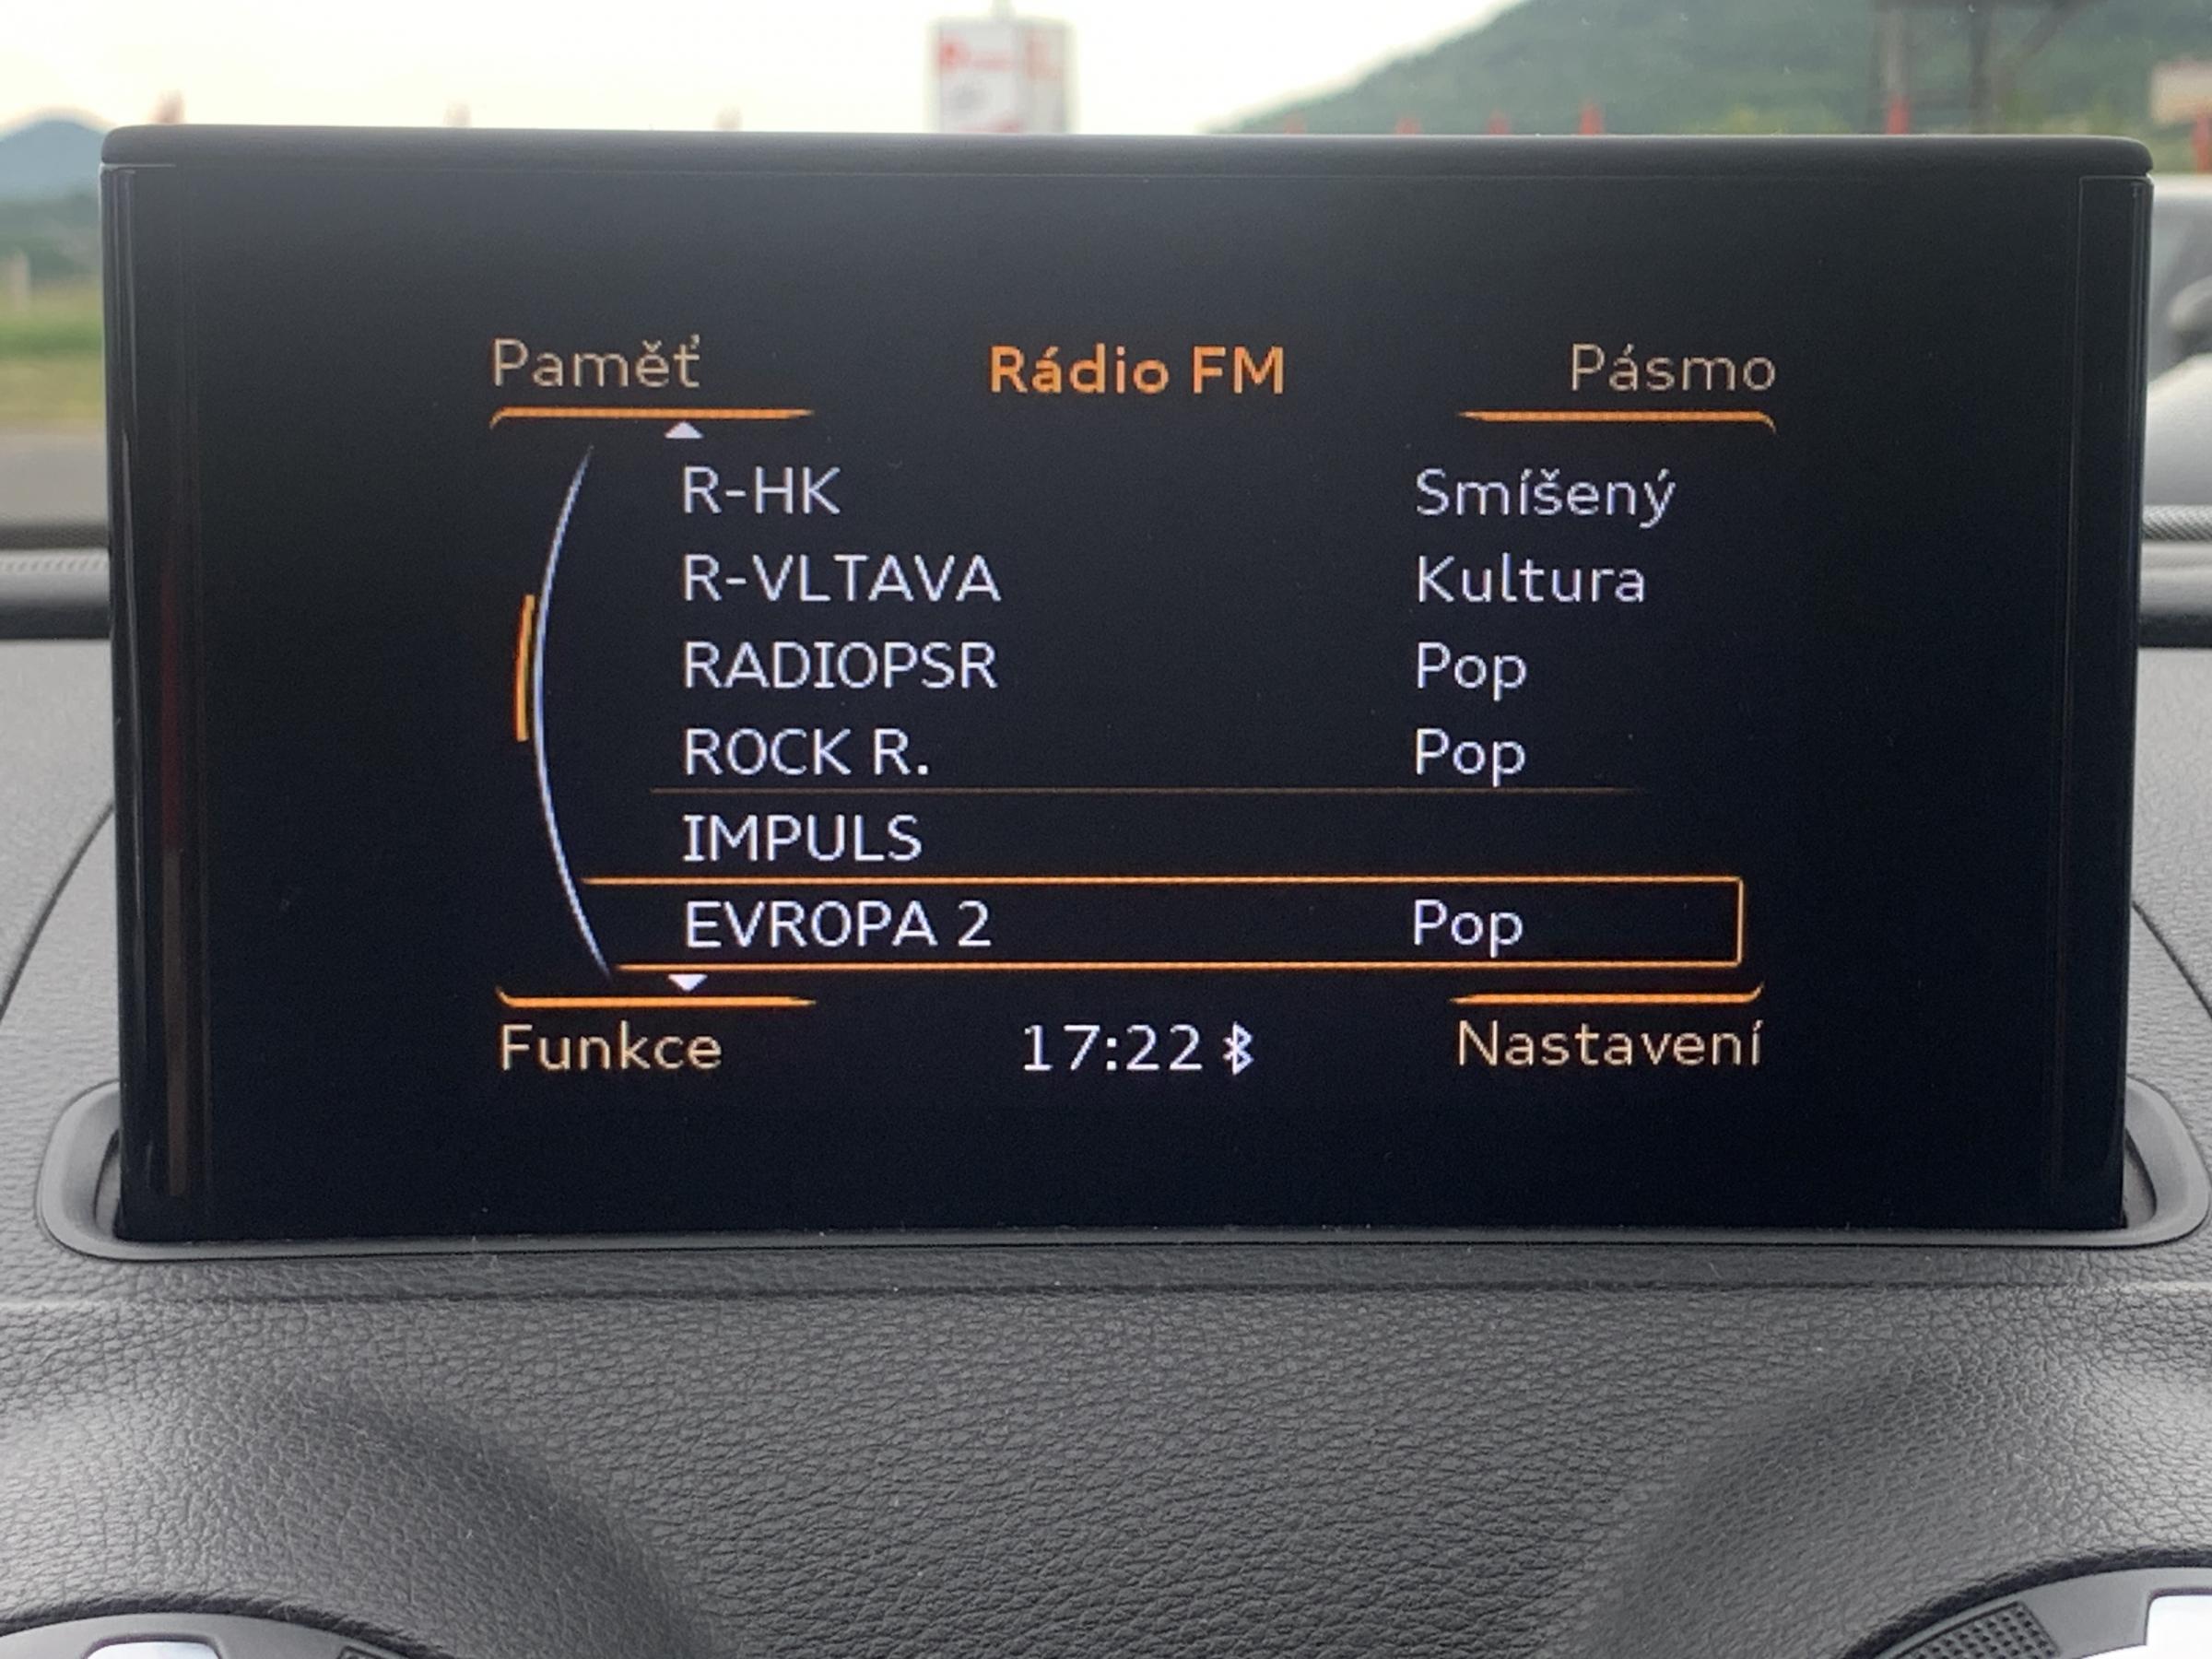 Paměť Rádio FM Pásmo
R-HK Smíšený
R-VLTAVA Kultura
RADIOPSR Pop
ROCK R. Pop
IMPULS
EVROPA 2 Pop
Funkce 17:22 Nastavení